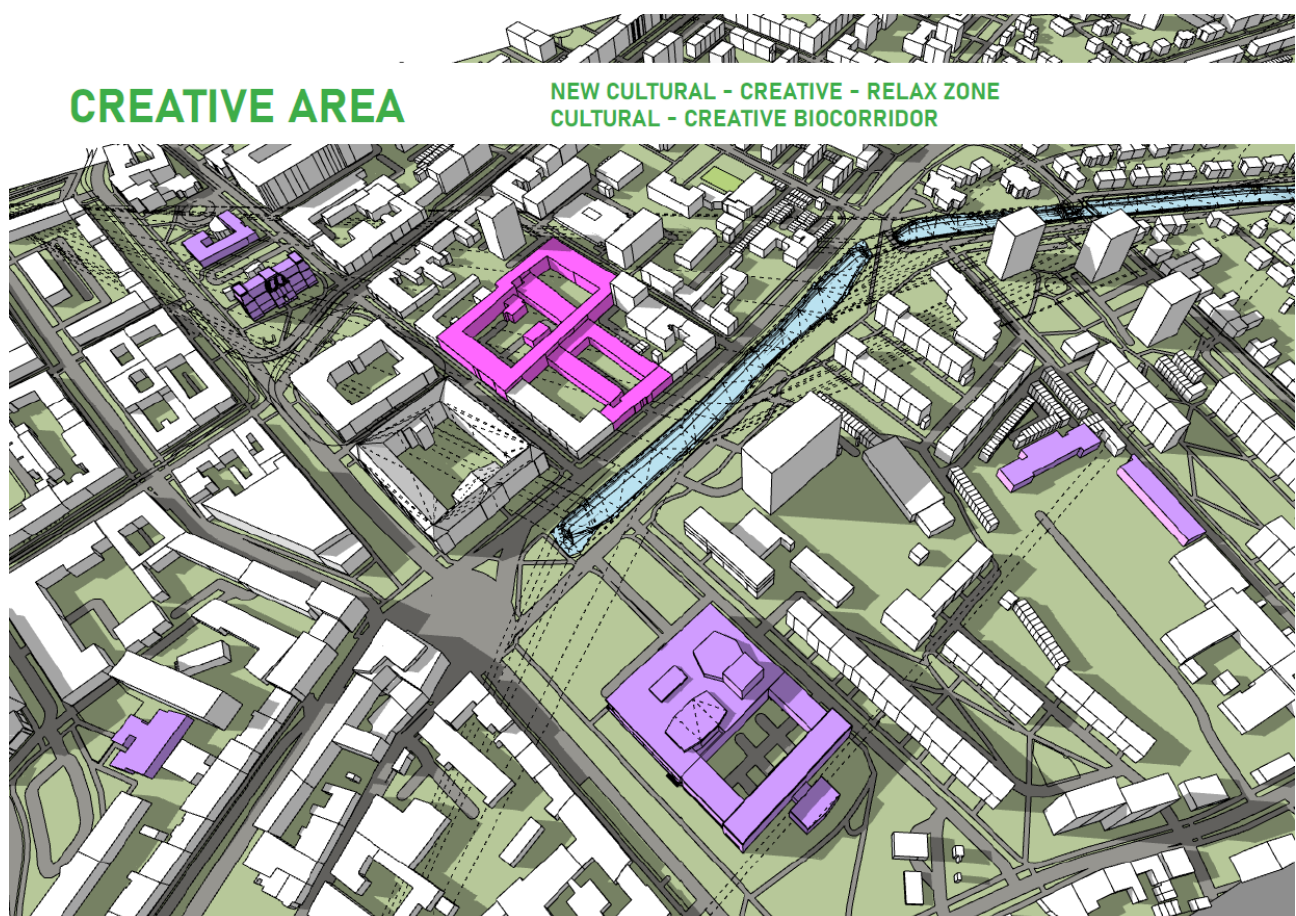 CREATIVE AREA
NEW CULTURAL - CREATIVE - RELAX ZONE
CULTURAL - CREATIVE BIOCORRIDOR